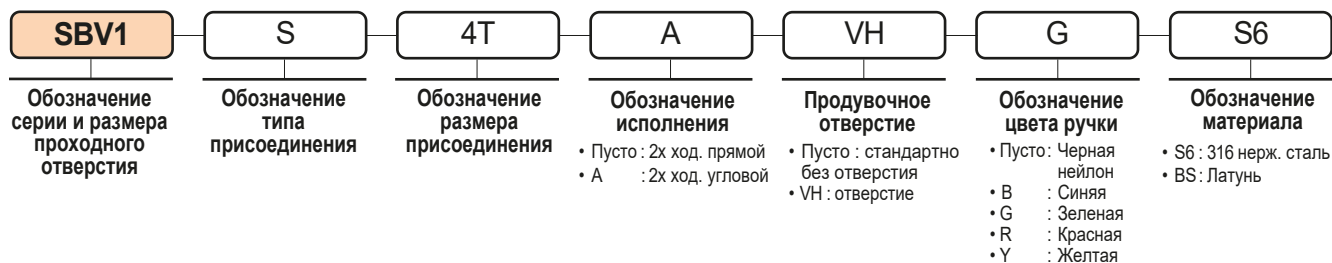 SBV1 S 4T A VH G S6
Обозначение
серии и размера
проходного
отверстия
Обозначение
типа
присоединения
Обозначение
размера
присоединения
Обозначение
исполнения
• Пусто : 2х ход. прямой
• A : 2х ход. угловой
Продувочное
отверстие
• Пусто : стандартно
без отверстия
• VH : отверстие
Обозначение
цвета ручки
• Пусто : Черная
нейлон
• B : Синяя
• G : Зеленая
• R : Красная
• Y : Желтая
Обозначение
материала
• S6 : 316 нерж. сталь
• BS : Латунь